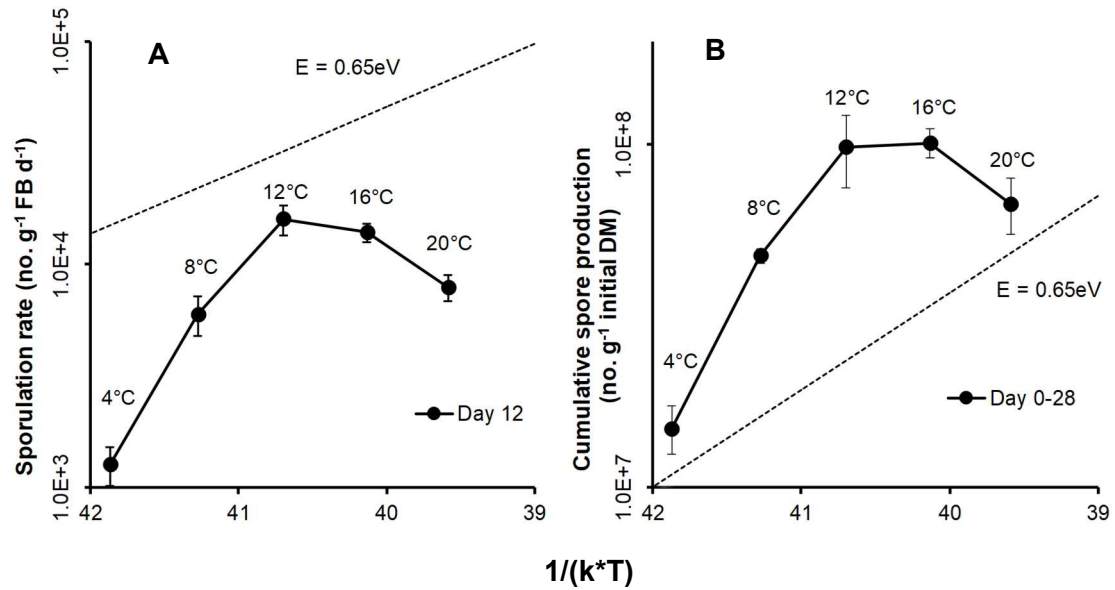 A
Sporulation rate (no. g-1 FB d-1)
1.0E+5
1.0E+4
1.0E+3
E = 0.65eV
4°C
8°C
12°C
16°C
20°C
Day 12
42
41
40
39
B
Cumulative spore production
(no. g-1 initial DM)
1.0E+8
1.0E+7
12°C
16°C
20°C
8°C
4°C
E = 0.65eV
Day 0-28
42
41
40
39
1/(k*T)